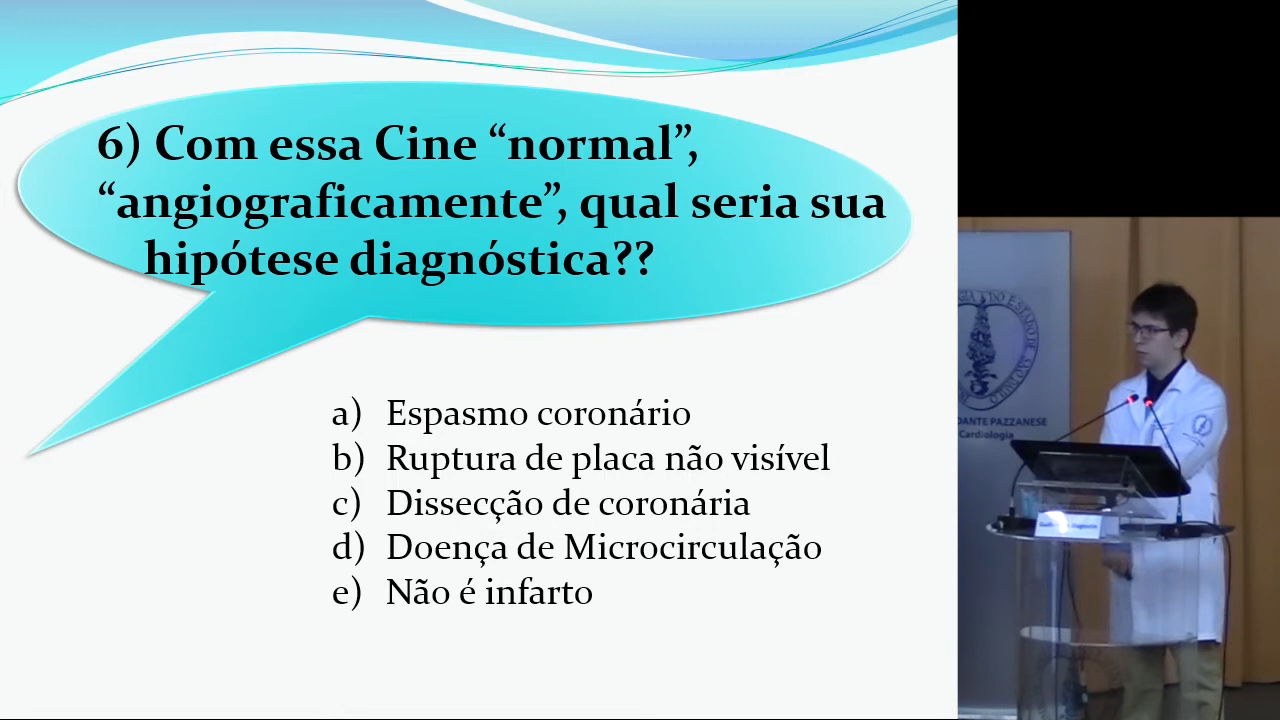 6) Com essa Cine “normal”,
“angiograficamente”, qual seria sua
hipótese diagnóstica??
a) Espasmo coronário
b) Ruptura de placa não visível
c) Dissecção de coronária
d) Doença de Microcirculação
e) Não é infarto
DANTE PAZZANESE
Cardiologia